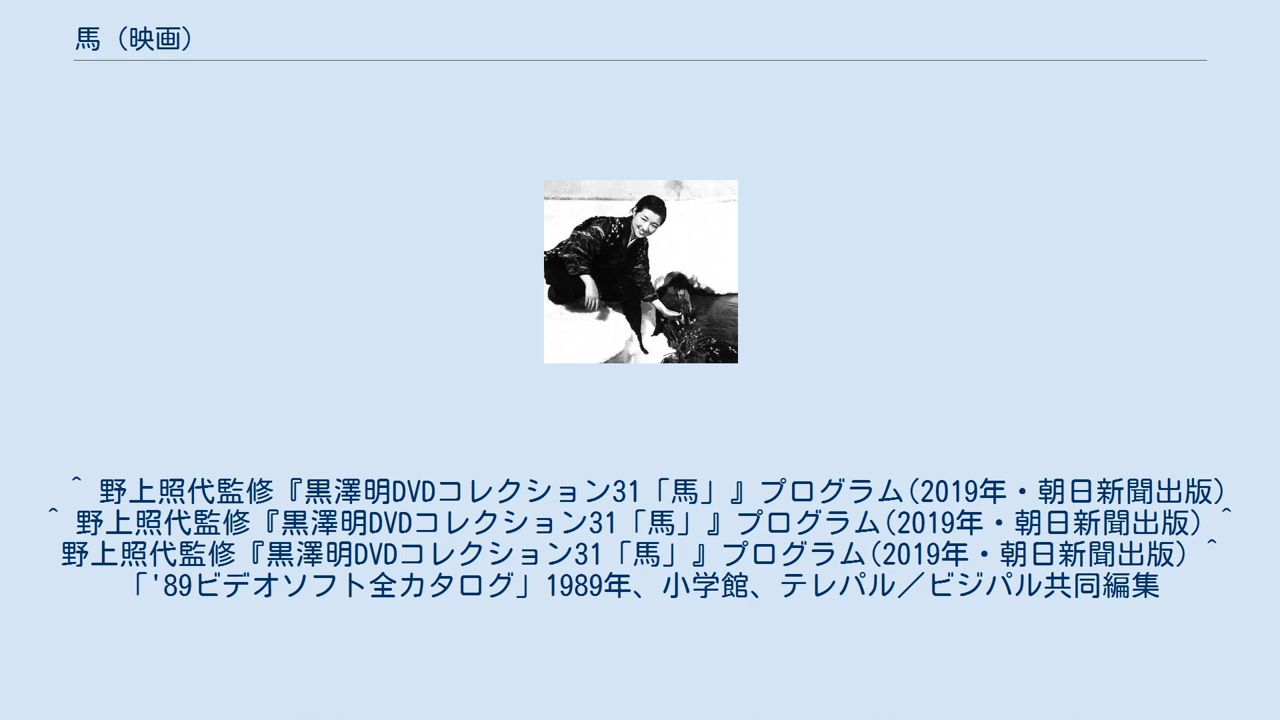 馬（映画）
^ 野上照代監修『黒澤明DVDコレクション31「馬」』プログラム(2019年・朝日新聞出版)
^ 野上照代監修『黒澤明DVDコレクション31「馬」』プログラム(2019年・朝日新聞出版) ^
野上照代監修『黒澤明DVDコレクション31「馬」』プログラム(2019年・朝日新聞出版) ^
「'89ビデオソフト全カタログ」1989年、小学館、テレパル／ビジパル共同編集